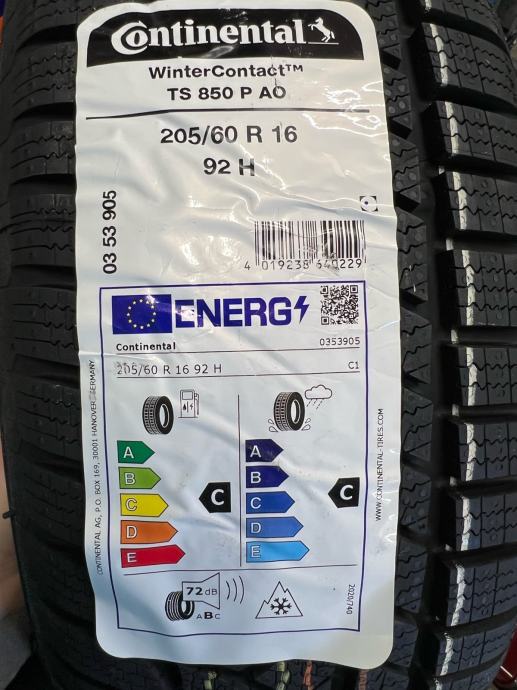 Continental
WinterContact™
TS 850 P AO
205/60 R 16
92 H
03 53 905
4 019238 640229
ENERG
Continental 0353905
205/60 R 16 92 H C1
A A
B B
C C C C
D D
E E
72 dB
ABC
2020/740
CONTINENTAL AG, P.O. BOX 169, 30001 HANOVER/GERMANY
WWW.CONTINENTAL-TIRES.COM